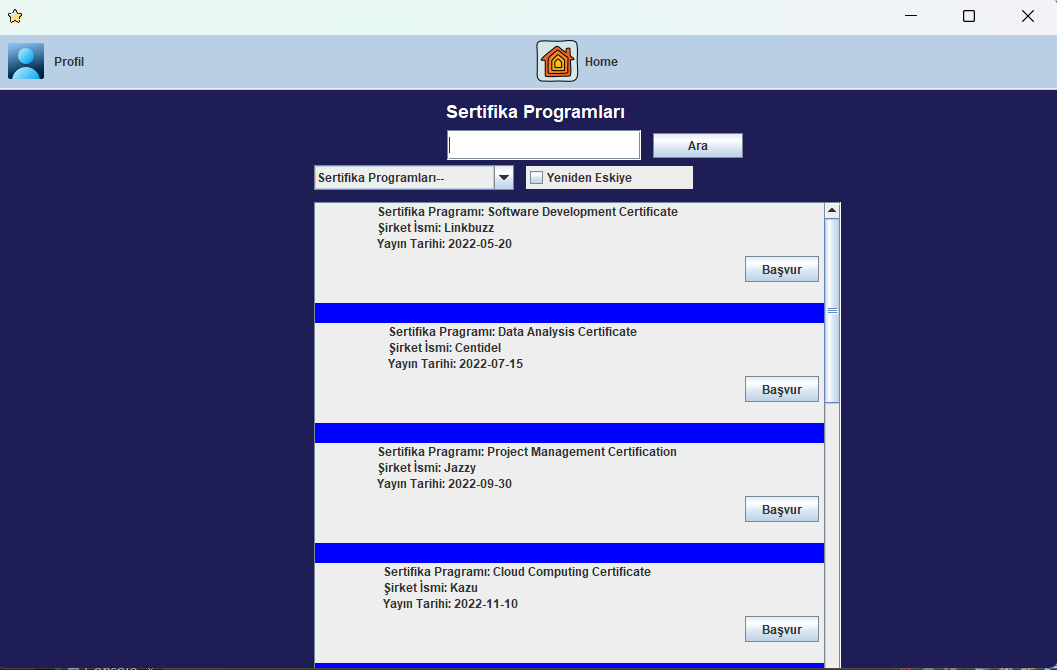 Profil
Home
Sertifika Programları
Ara
Sertifika Programları--
Yeniden Eskiye
Sertifika Pragramı: Software Development Certificate
Şirket İsmi: Linkbuzz
Yayın Tarihi: 2022-05-20
Başvur
Sertifika Pragramı: Data Analysis Certificate
Şirket İsmi: Centidel
Yayın Tarihi: 2022-07-15
Başvur
Sertifika Pragramı: Project Management Certification
Şirket İsmi: Jazzy
Yayın Tarihi: 2022-09-30
Başvur
Sertifika Pragramı: Cloud Computing Certificate
Şirket İsmi: Kazu
Yayın Tarihi: 2022-11-10
Başvur